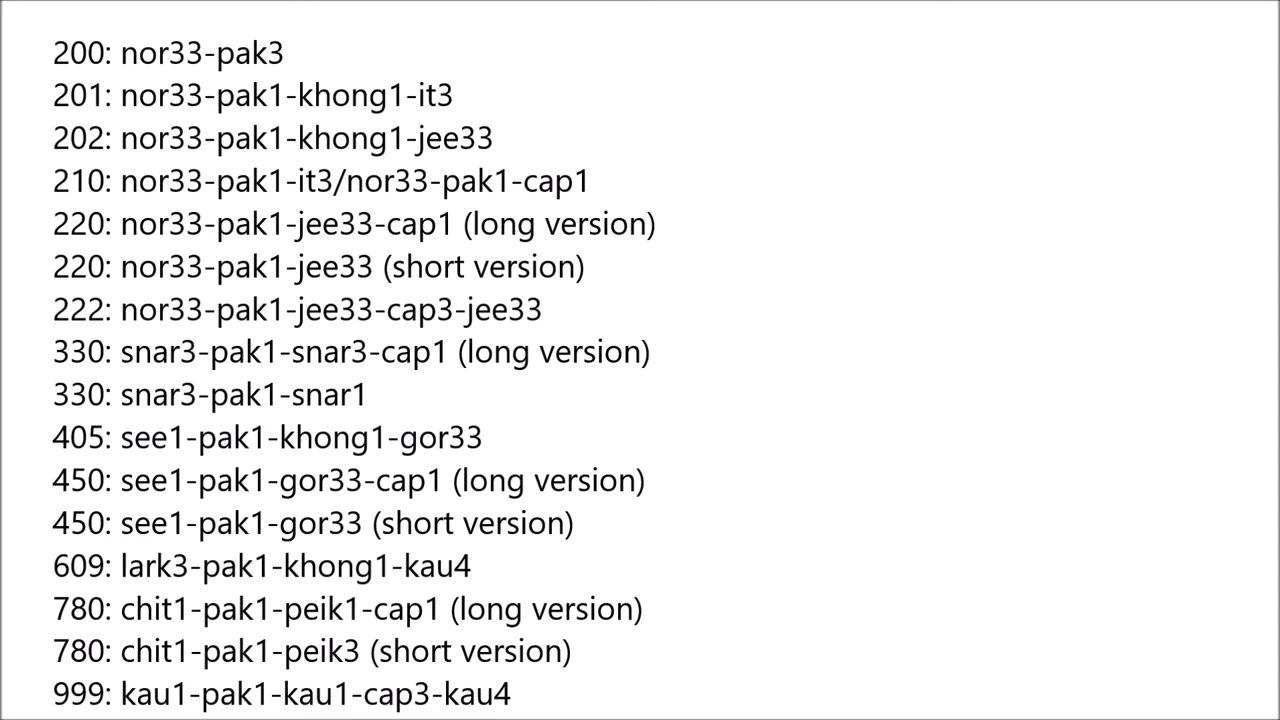 200: nor33-pak3
201: nor33-pak1-khong1-it3
202: nor33-pak1-khong1-jee33
210: nor33-pak1-it3/nor33-pak1-cap1
220: nor33-pak1-jee33-cap1 (long version)
220: nor33-pak1-jee33 (short version)
222: nor33-pak1-jee33-cap3-jee33
330: snar3-pak1-snar3-cap1 (long version)
330: snar3-pak1-snar1
405: see1-pak1-khong1-gor33
450: see1-pak1-gor33-cap1 (long version)
450: see1-pak1-gor33 (short version)
609: lark3-pak1-khong1-kau4
780: chit1-pak1-peik1-cap1 (long version)
780: chit1-pak1-peik3 (short version)
999: kau1-pak1-kau1-cap3-kau4